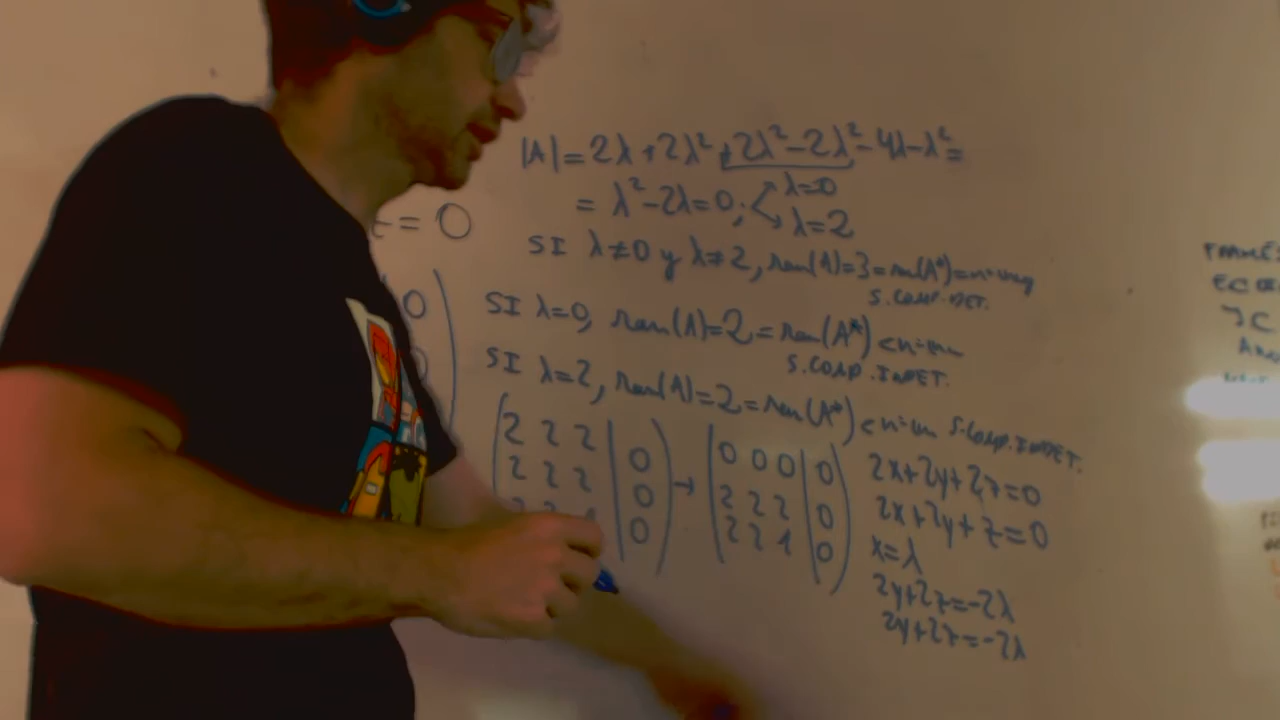 |A| = 2λ + 2λ² + 2λ² - 2λ² - 4λ - λ² =
= λ² - 2λ = 0; λ=0
λ=2
= 0
SI λ≠0 y λ≠2, ran(A)=3=ran(A*)=n=inc
S. COMP. DET.
0
SI λ=0, ran(A)=2=ran(A*) < n=inc
S. COMP. INDET.
SI λ=2, ran(A)=2=ran(A*) < n=inc S. COMP. INDET.
2 2 2 | 0 → 0 0 0 | 0
2 2 2 | 0 2 2 2 | 0
2 2 | 0 2 2 1 | 0
2x+2y+2z=0
2x+2y+z=0
x=λ
2y+2z=-2λ
2y+2z=-2λ